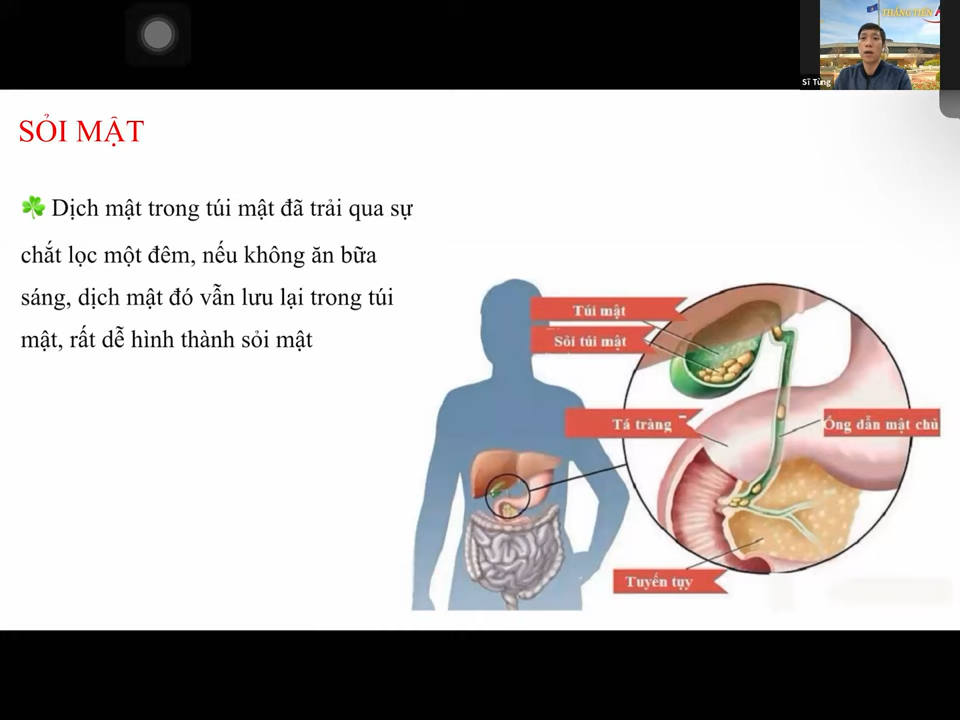 THĂNG TIẾN A
Sĩ Tùng
SỎI MẬT
☘️ Dịch mật trong túi mật đã trải qua sự
chắt lọc một đêm, nếu không ăn bữa
sáng, dịch mật đó vẫn lưu lại trong túi
mật, rất dễ hình thành sỏi mật
Túi mật
Sỏi túi mật
Tá tràng
Ống dẫn mật chủ
Tuyến tụy